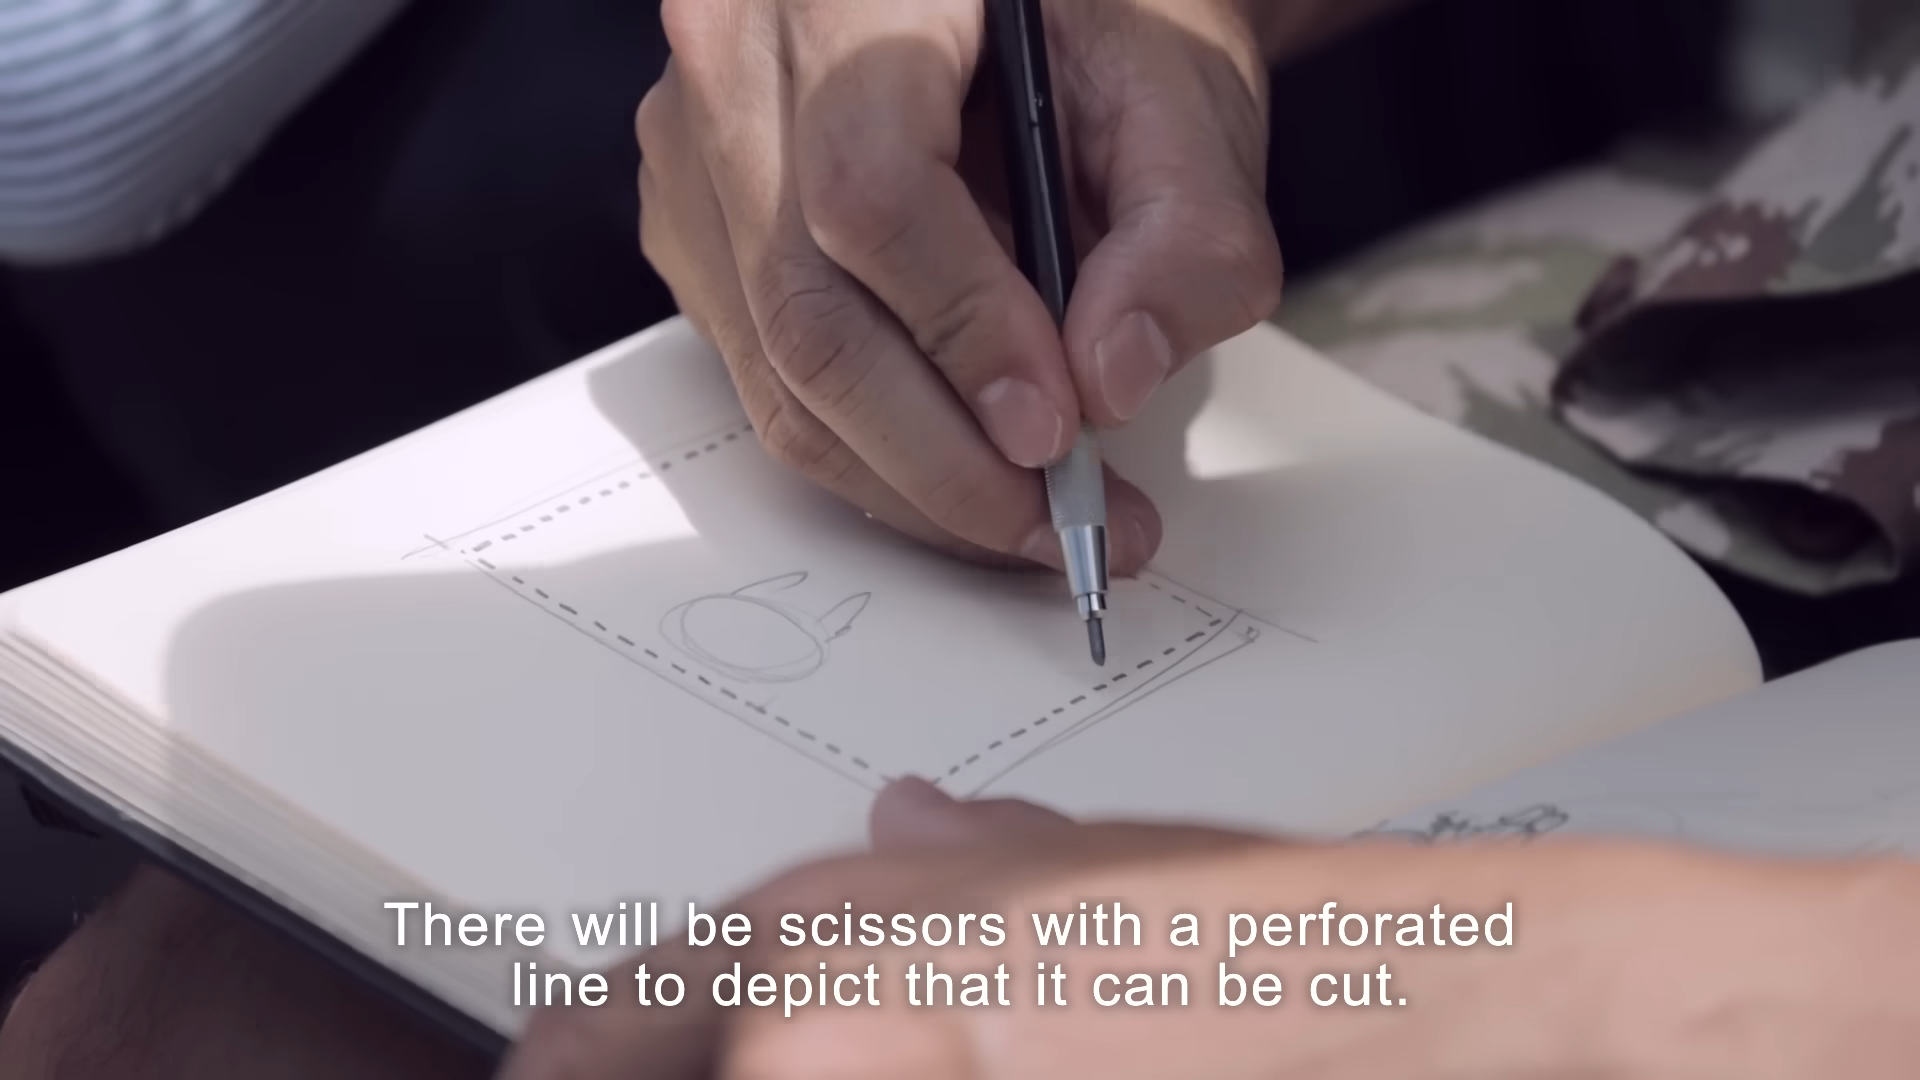 There will be scissors with a perforated
line to depict that it can be cut.